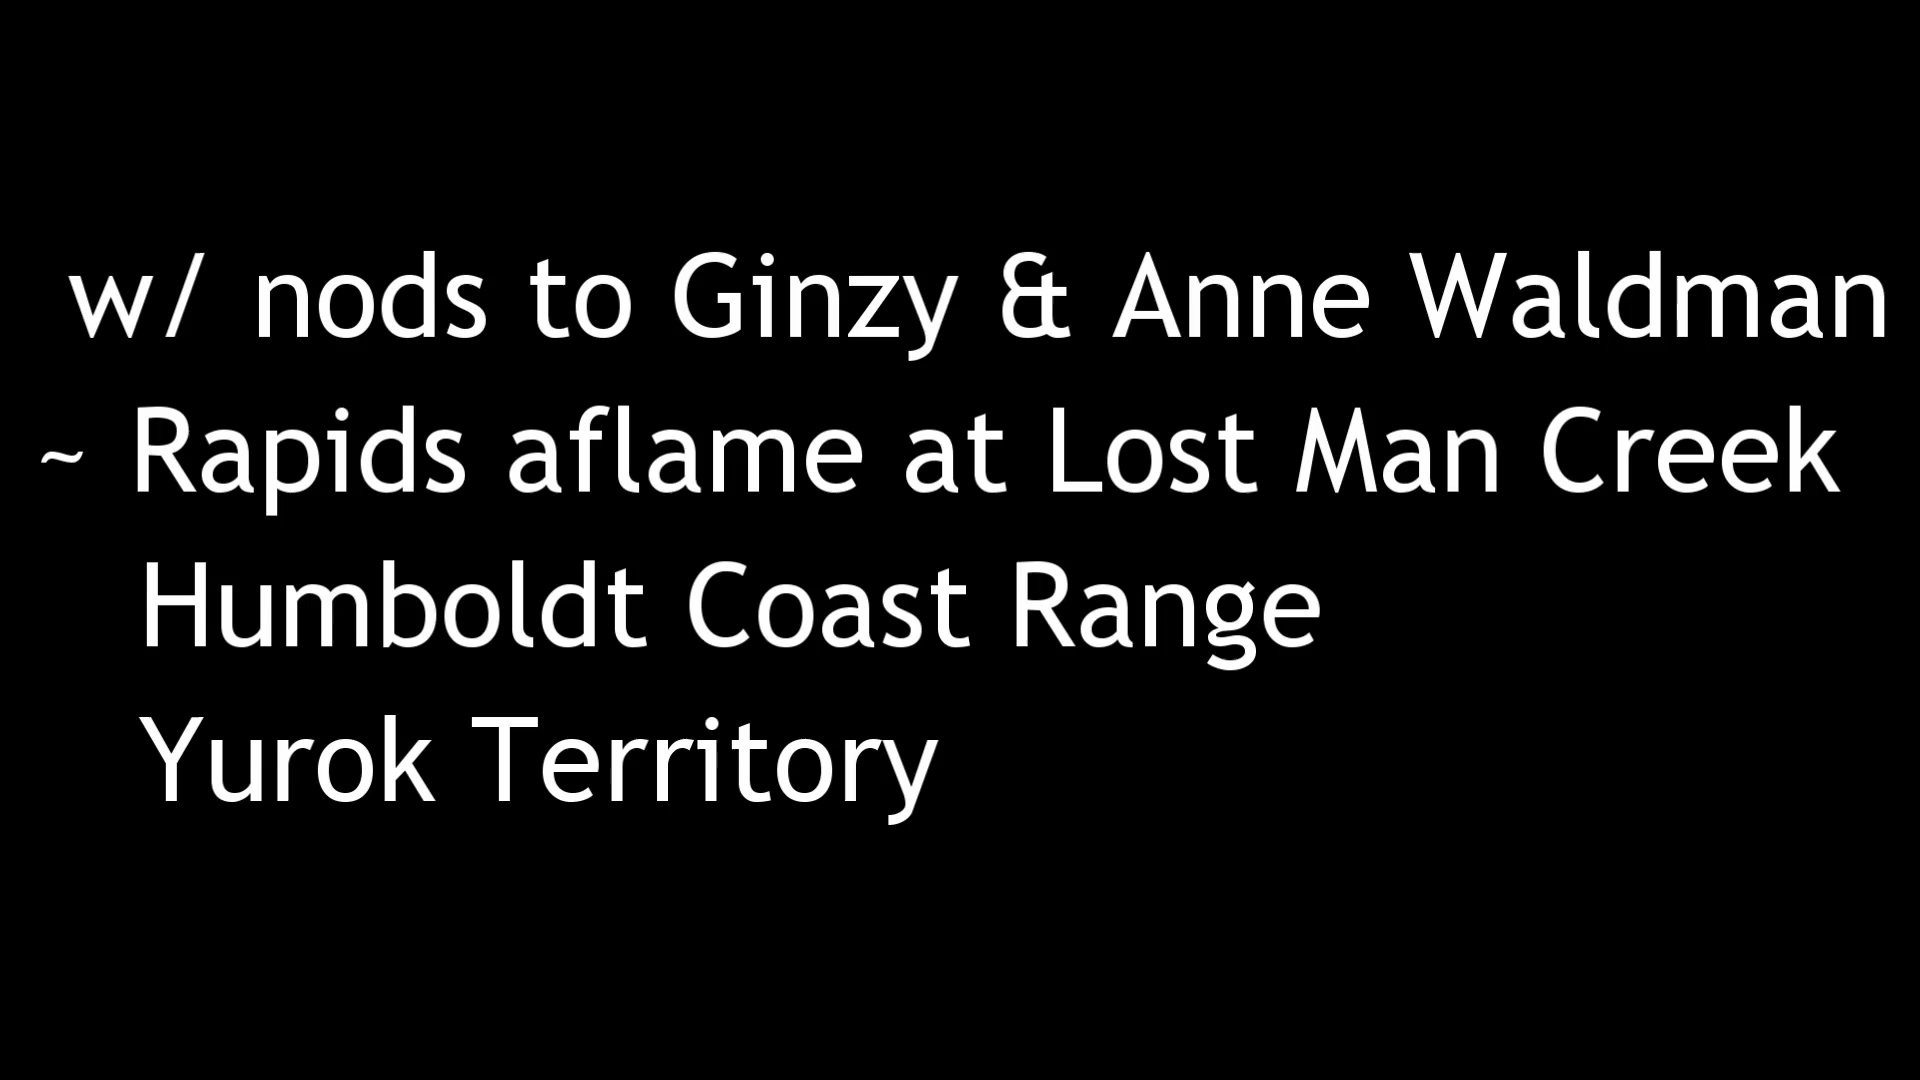 w/ nods to Ginzy & Anne Waldman
~ Rapids aflame at Lost Man Creek
Humboldt Coast Range
Yurok Territory